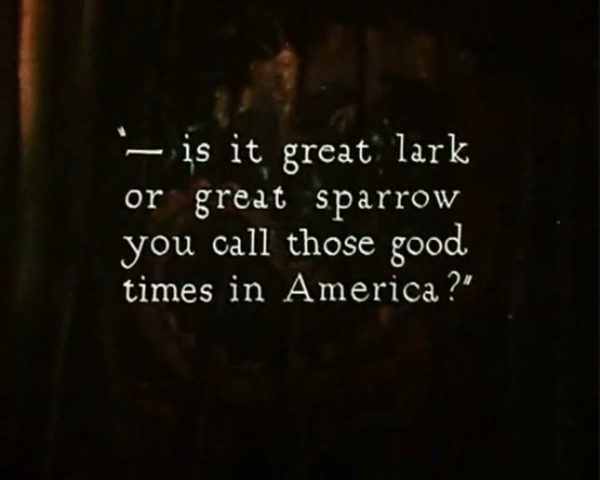 "— is it great lark
or great sparrow
you call those good
times in America?"